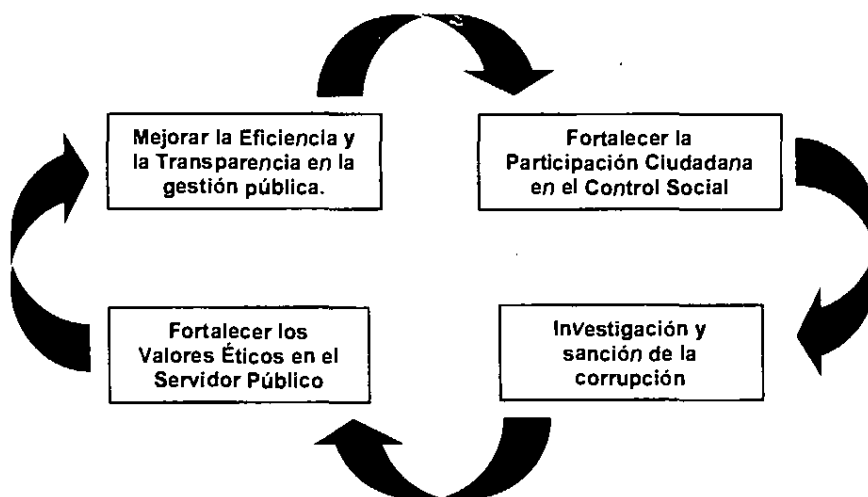 Mejorar la Eficiencia y
la Transparencia en la
gestión pública.
Fortalecer la
Participación Ciudadana
en el Control Social
Fortalecer los
Valores Éticos en el
Servidor Público
Investigación y
sanción de la
corrupción